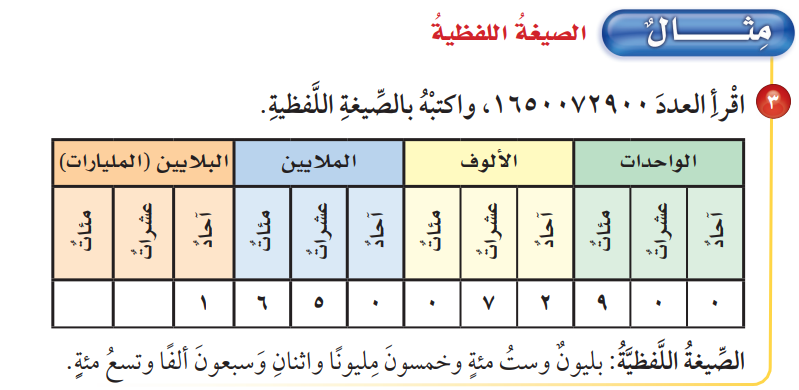 مِثَـــالٌ الصيغةُ اللفظيةُ
٣ اقْرأِ العددَ ١٦٥٠٠٧٢٩٠٠، واكتبْهُ بالصِّيغةِ اللَّفظيةِ.
الواحدات الألوف الملايين البلايين (المليارات)
آحادٌ عشراتٌ مئاتٌ آحادٌ عشراتٌ مئاتٌ آحادٌ عشراتٌ مئاتٌ آحادٌ عشراتٌ مئاتٌ
٠ ٠ ٩ ٢ ٧ ٠ ٠ ٥ ٦ ١
الصِّيغةُ اللَّفظيَّةُ: بليونٌ وستُ مئةٍ وخمسونَ مِليونًا واثنانِ وَسبعونَ ألفًا وتسعُ مئةٍ.